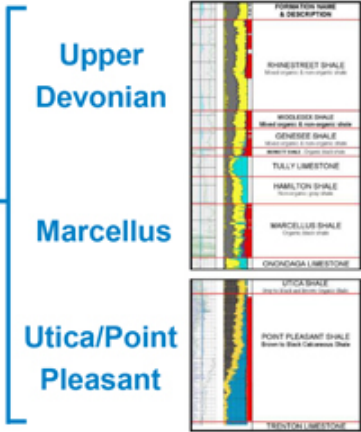 Upper
Devonian
Marcellus
Utica/Point
Pleasant
FORMATION NAME
& DESCRIPTION
RHINESTREET SHALE
Mixed organic & non-organic shale
MIDDLESEX SHALE
Mixed organic & non-organic shale
GENESEE SHALE
Mixed organic & non-organic shale
TULLY LIMESTONE
HAMILTON SHALE
Non-organic gray shale
MARCELLUS SHALE
Organic black shale
ONONDAGA LIMESTONE
UTICA SHALE
POINT PLEASANT SHALE
Brown to Black Calcareous Shale
TRENTON LIMESTONE